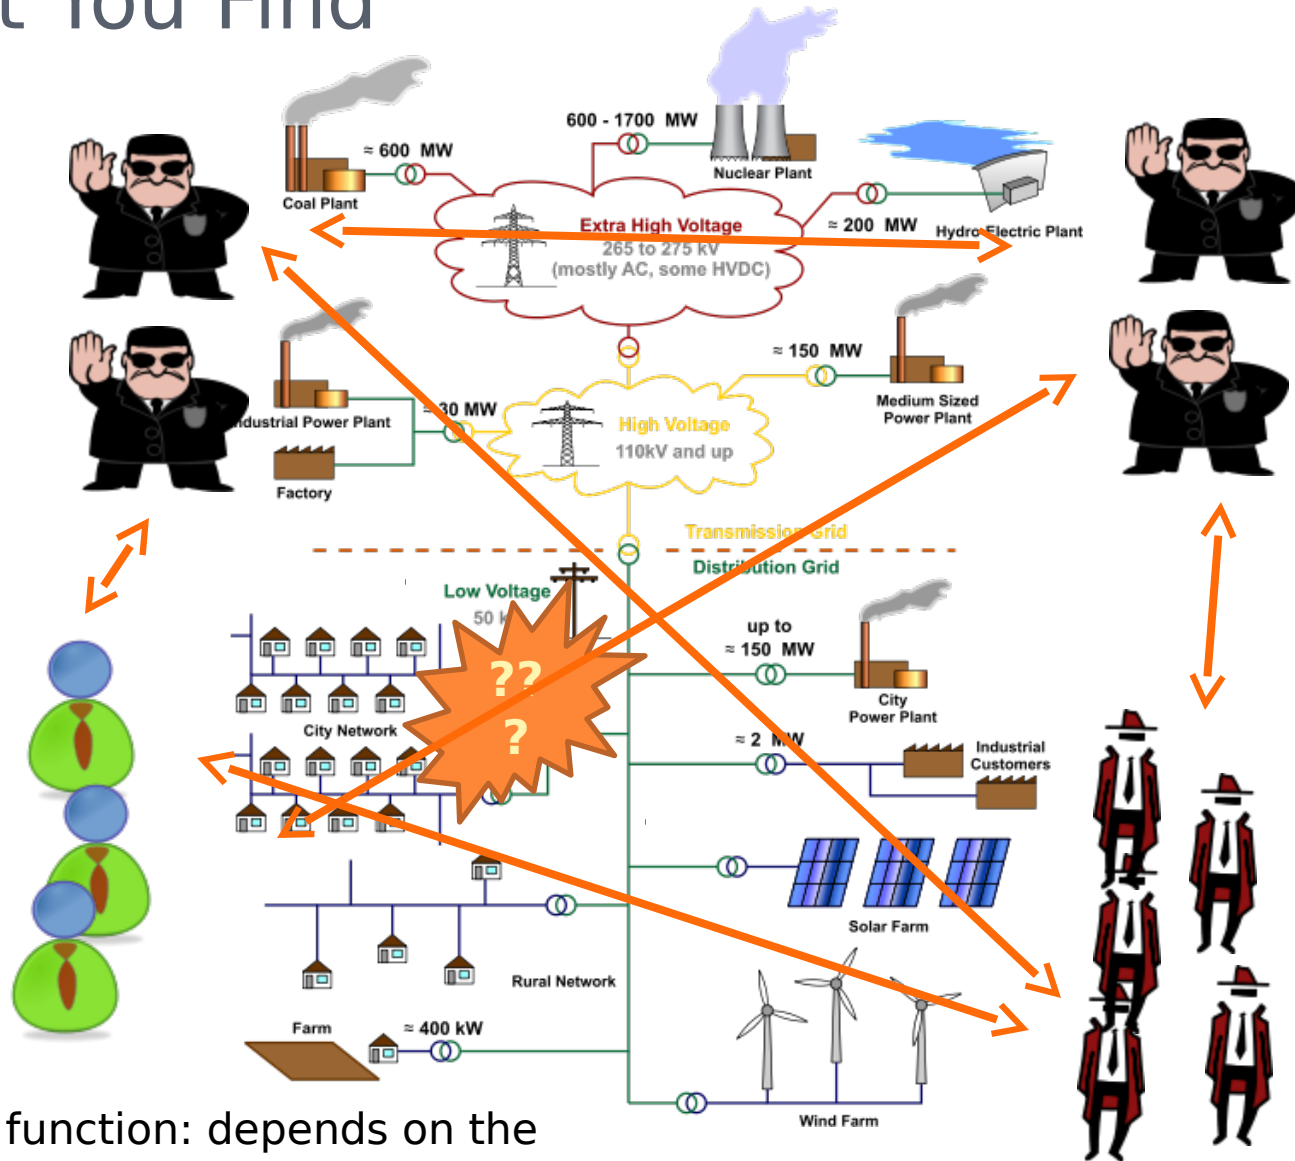 t You Find
600 - 1700 MW
≈ 600 MW
Nuclear Plant
Coal Plant
Extra High Voltage
265 to 275 kV
(mostly AC, some HVDC)
≈ 200 MW
Hydro Electric Plant
≈ 150 MW
Medium Sized
Power Plant
≈ 30 MW
Industrial Power Plant
High Voltage
110kV and up
Factory
Transmission Grid
Distribution Grid
Low Voltage
50 k
??
?
up to
≈ 150 MW
City
Power Plant
City Network
≈ 2 MW
Industrial
Customers
Solar Farm
Rural Network
Farm
≈ 400 kW
Wind Farm
function: depends on the